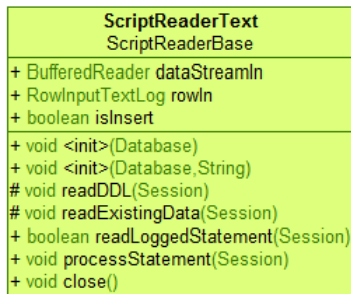 ScriptReaderText
ScriptReaderBase
+ BufferedReader dataStreamIn
+ RowInputTextLog rowIn
+ boolean isInsert
+ void <init>(Database)
+ void <init>(Database,String)
# void readDDL(Session)
# void readExistingData(Session)
+ boolean readLoggedStatement(Session)
+ void processStatement(Session)
+ void close()